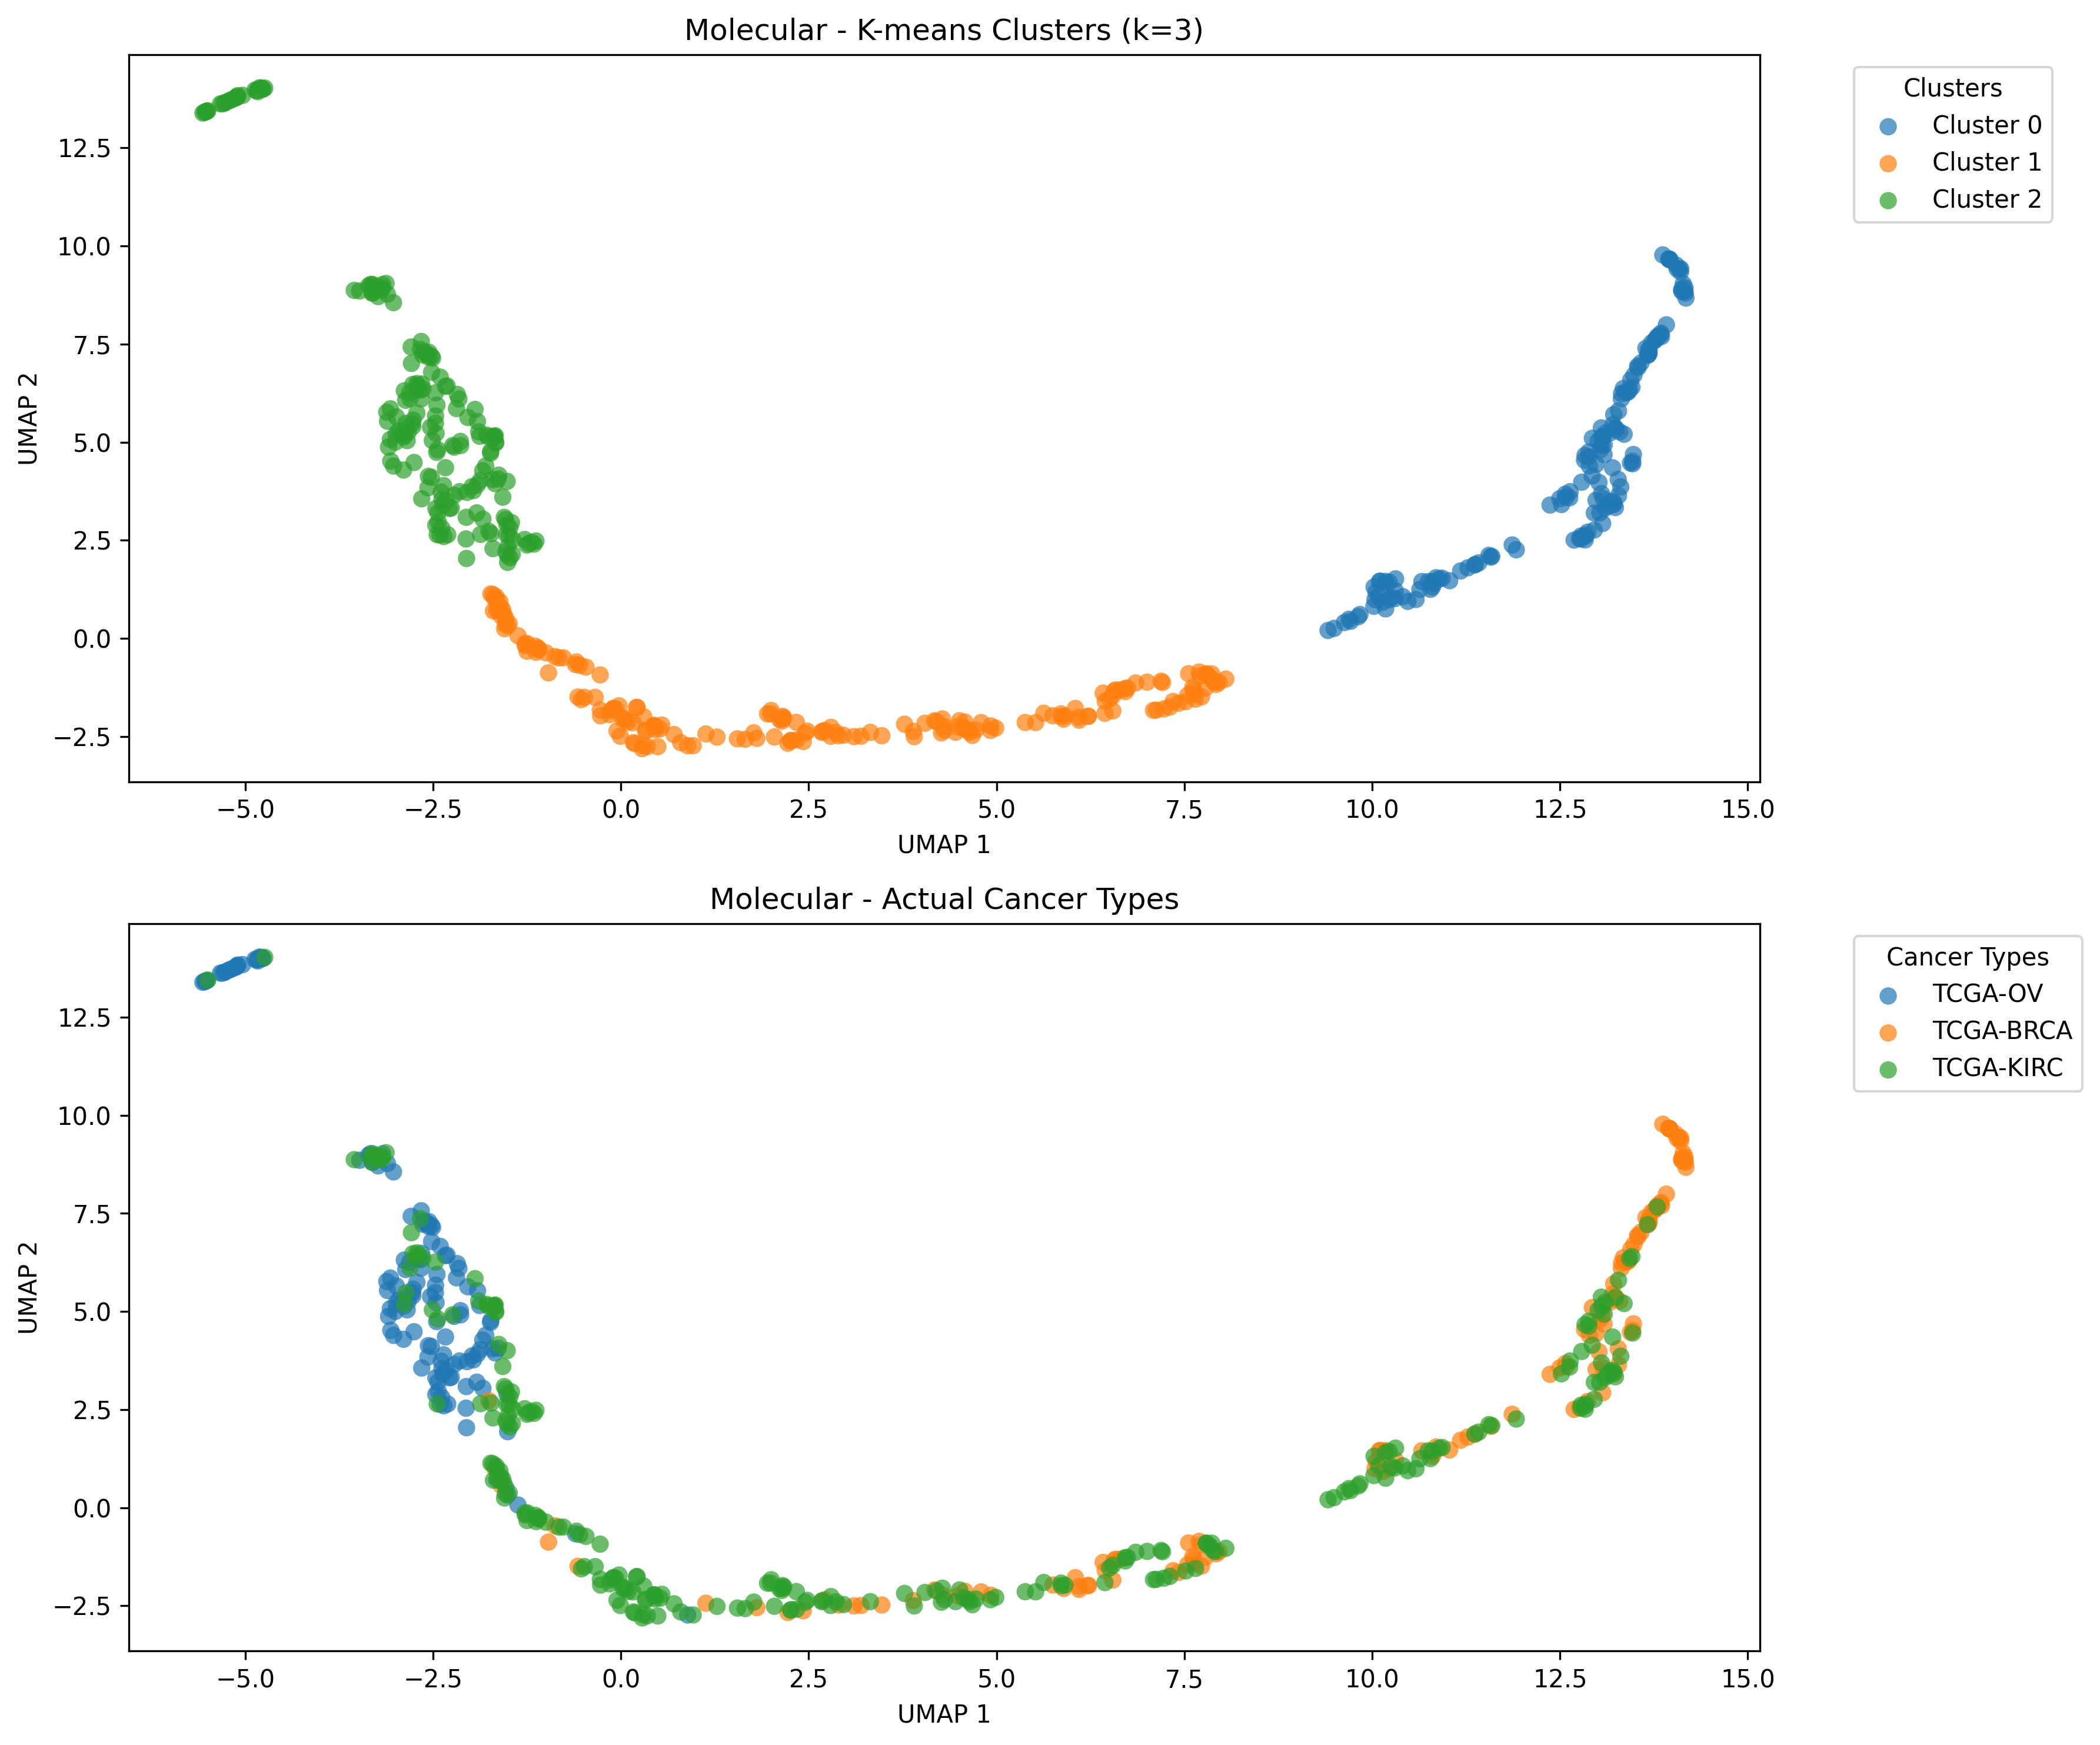 Molecular - K-means Clusters (k=3)
12.5
10.0
7.5
5.0
2.5
0.0
−2.5
UMAP 2
−5.0 −2.5 0.0 2.5 5.0 7.5 10.0 12.5 15.0
UMAP 1
Clusters
Cluster 0
Cluster 1
Cluster 2
Molecular - Actual Cancer Types
12.5
10.0
7.5
5.0
2.5
0.0
−2.5
UMAP 2
−5.0 −2.5 0.0 2.5 5.0 7.5 10.0 12.5 15.0
UMAP 1
Cancer Types
TCGA-OV
TCGA-BRCA
TCGA-KIRC